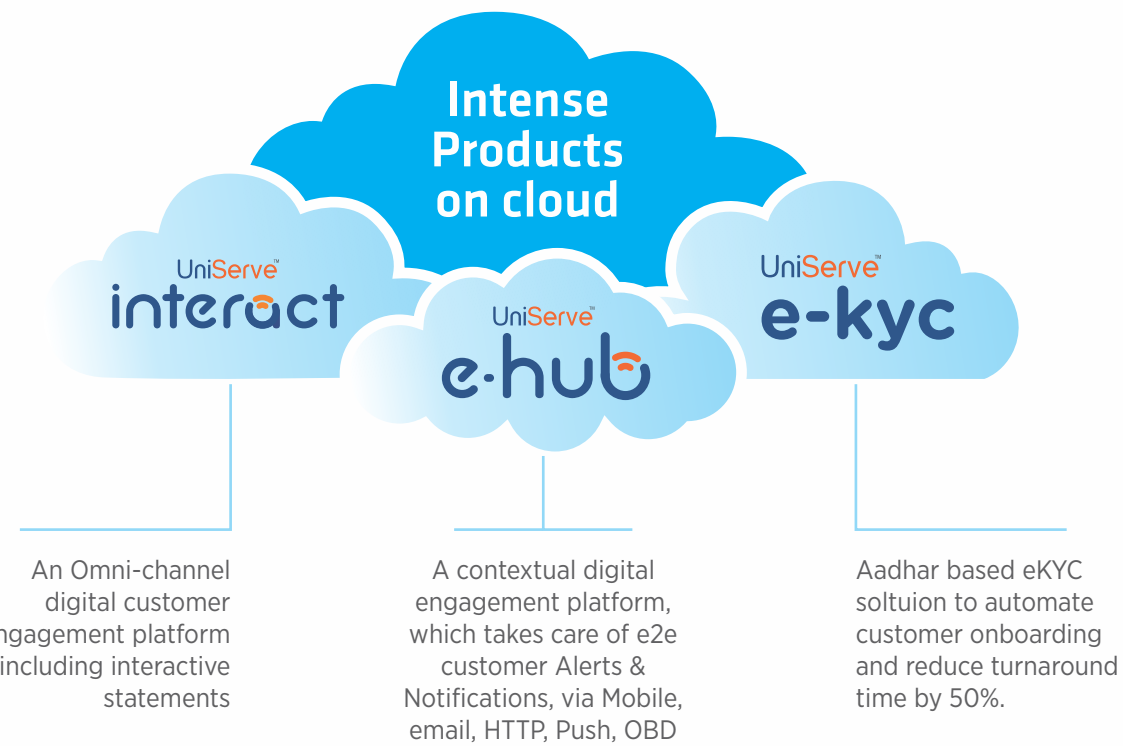 Intense
Products
on cloud
UniServe™
interact
UniServe™
e-hub
UniServe™
e-kyc
An Omni-channel
digital customer
ngagement platform
including interactive
statements
A contextual digital
engagement platform,
which takes care of e2e
customer Alerts &
Notifications, via Mobile,
email, HTTP, Push, OBD
Aadhar based eKYC
soltuion to automate
customer onboarding
and reduce turnaround
time by 50%.